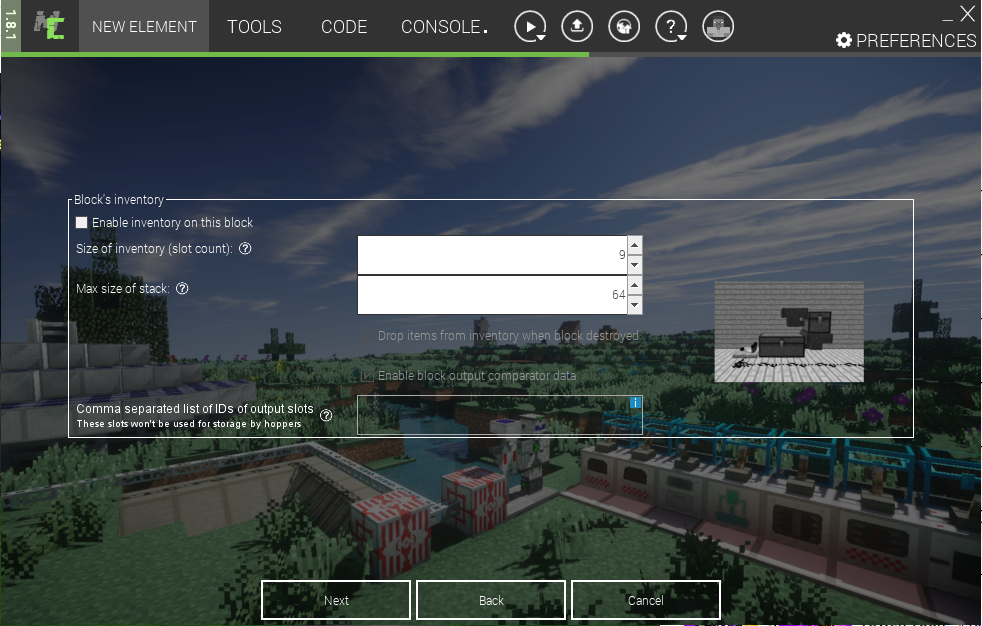 1.8.1
NEW ELEMENT
TOOLS
CODE
CONSOLE.
?
PREFERENCES
Block's inventory
Enable inventory on this block
Size of inventory (slot count): ?
9
Max size of stack: ?
64
Drop items from inventory when block destroyed
Enable block output comparator data
Comma separated list of IDs of output slots ?
These slots won't be used for storage by hoppers
i
Next
Back
Cancel